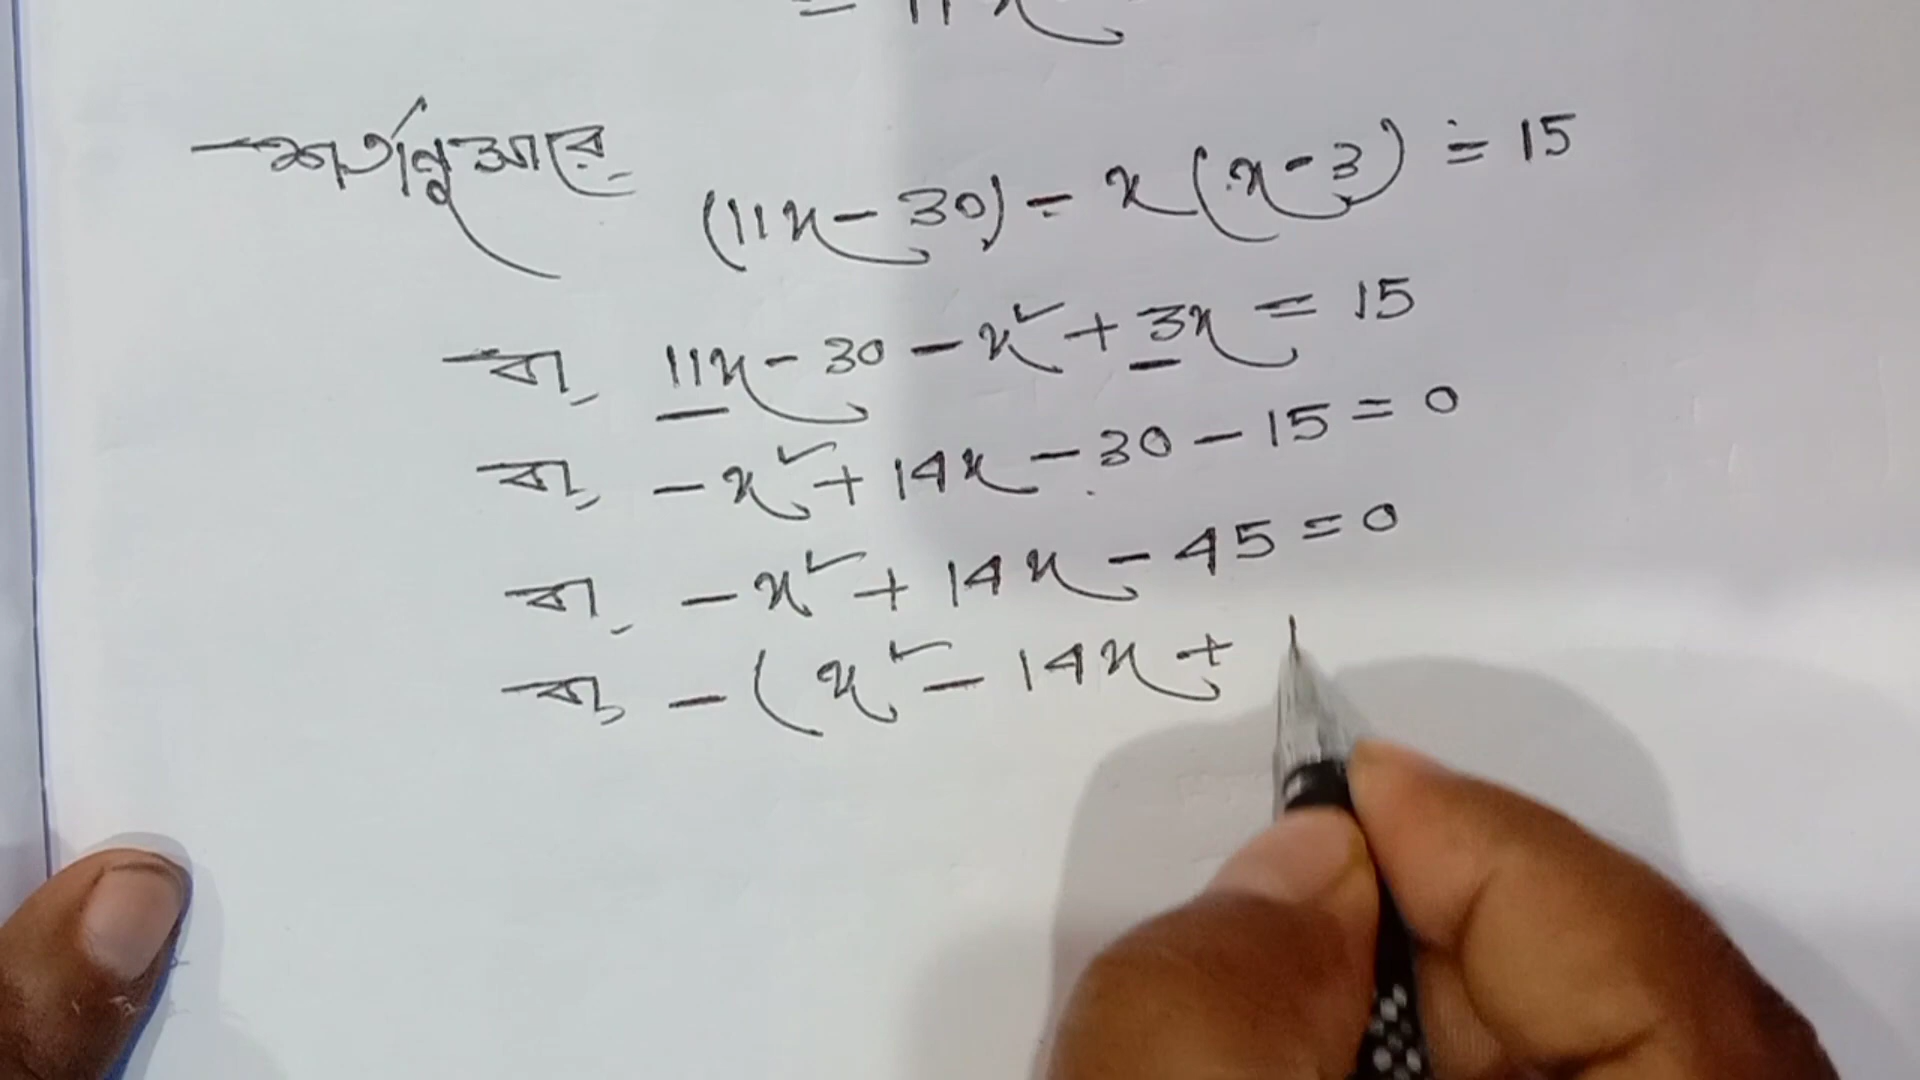 = 11x
শর্তানুসারে,
(11x - 30) - x(x - 3) = 15
বা, 11x - 30 - x² + 3x = 15
বা, - x² + 14x - 30 - 15 = 0
বা, - x² + 14x - 45 = 0
বা, - (x² - 14x +